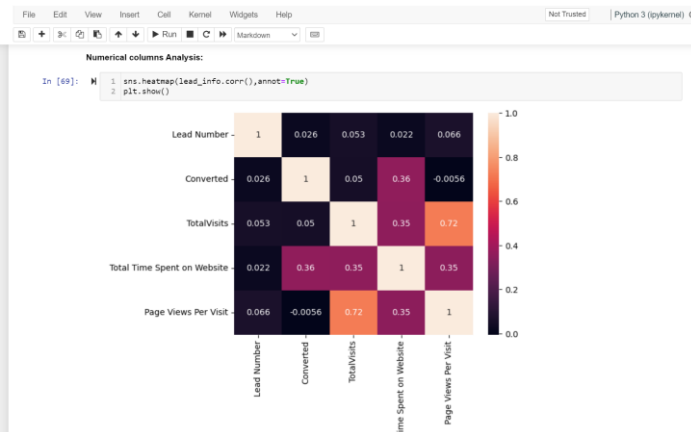 File Edit View Insert Cell Kernel Widgets Help Not Trusted Python 3 (ipykernel)
Run Markdown
Numerical columns Analysis:
In [69]: 1 sns.heatmap(lead_info.corr(),annot=True)
2 plt.show()
1.0
Lead Number 1 0.026 0.053 0.022 0.066
0.8
Converted 0.026 1 0.05 0.36 -0.0056
0.6
TotalVisits 0.053 0.05 1 0.35 0.72
0.4
Total Time Spent on Website 0.022 0.36 0.35 1 0.35
0.2
Page Views Per Visit 0.066 -0.0056 0.72 0.35 1
0.0
Lead Number
Converted
TotalVisits
ime Spent on Website
Page Views Per Visit